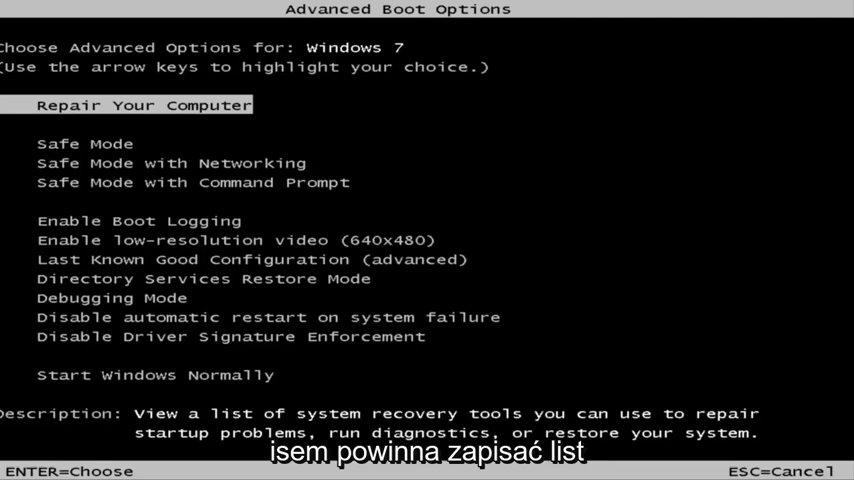 Advanced Boot Options
Choose Advanced Options for: Windows 7
(Use the arrow keys to highlight your choice.)
Repair Your Computer
Safe Mode
Safe Mode with Networking
Safe Mode with Command Prompt
Enable Boot Logging
Enable low-resolution video (640x480)
Last Known Good Configuration (advanced)
Directory Services Restore Mode
Debugging Mode
Disable automatic restart on system failure
Disable Driver Signature Enforcement
Start Windows Normally
Description: View a list of system recovery tools you can use to repair
startup problems, run diagnostics, or restore your system.
isem powinna zapisać list
ENTER=Choose ESC=Cancel